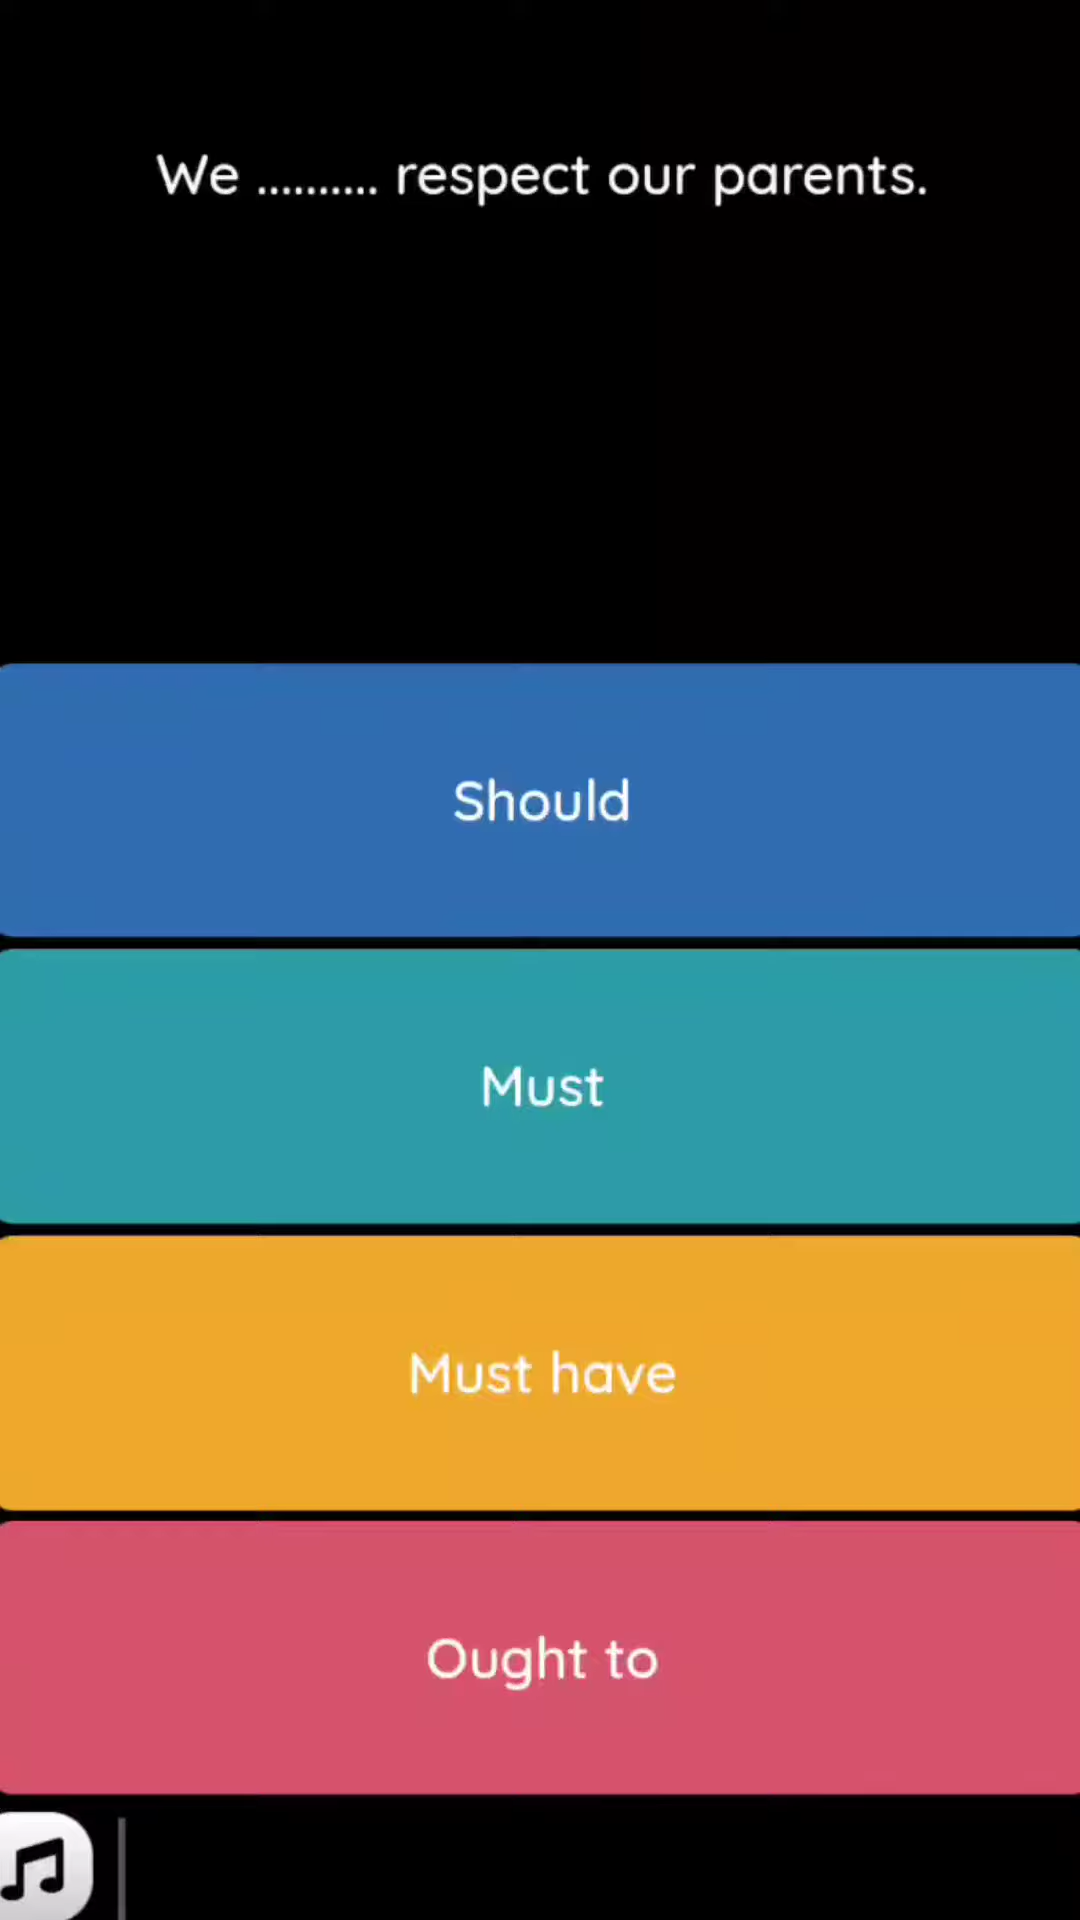 We .......... respect our parents.
Should
Must
Must have
Ought to